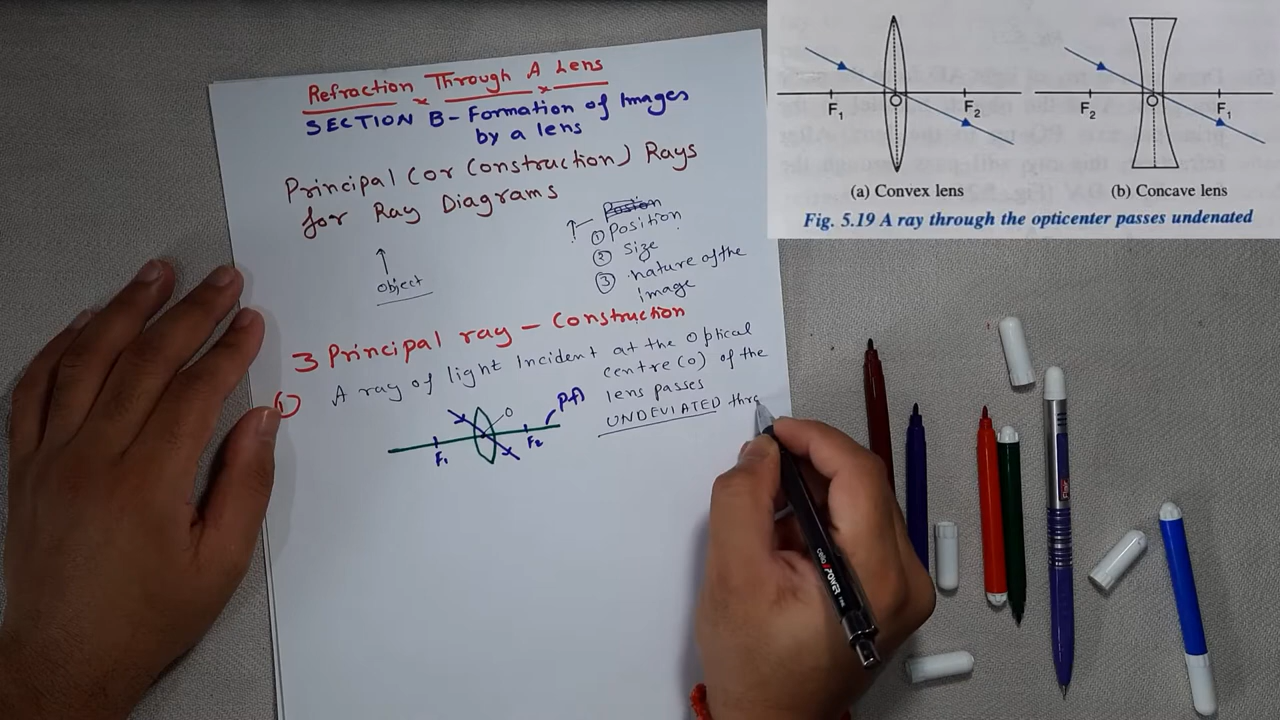 Refraction Through A Lens
SECTION B- Formation of Images
by a lens
Principal (or Construction) Rays
for Ray Diagrams
object
Position
① Position
② Size
③ nature of the
image
3 Principal ray - Construction
① A ray of light Incident at the Optical
centre (O) of the
lens passes
UNDEVIATED thro
O
F₁
F₂
F₁
O
F₂
(a) Convex lens
F₂
O
F₁
(b) Concave lens
Fig. 5.19 A ray through the opticenter passes undenated
cello POWER